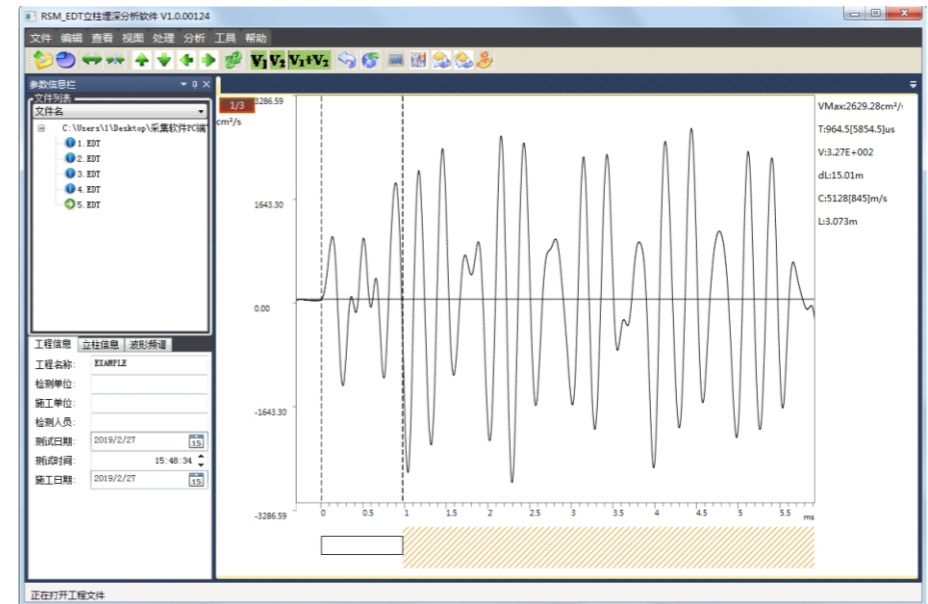 RSM_EDT立柱埋深分析软件 V1.0.00124
文件 编辑 查看 视图 处理 分析 工具 帮助
V1 V2 V1+V2
参数信息栏
文件列表
文件名
C:\Users\1\Desktop\采集软件PC端
1.EDT
2.EDT
3.EDT
4.EDT
5.EDT
工程信息 立柱信息 波形频谱
工程名称: EXAMPLE
检测单位:
施工单位:
检测人员:
测试日期: 2019/2/27 15
测试时间: 15:48:34
施工日期: 2019/2/27 15
1/3
3286.59
cm²/s
1643.30
0.00
-1643.30
-3286.59
0 0.5 1 1.5 2 2.5 3 3.5 4 4.5 5 5.5 ms
VMax:2629.28cm²/:
T:964.5[5854.5]us
V:3.27E+002
dL:15.01m
C:5128[845]m/s
L:3.073m
正在打开工程文件